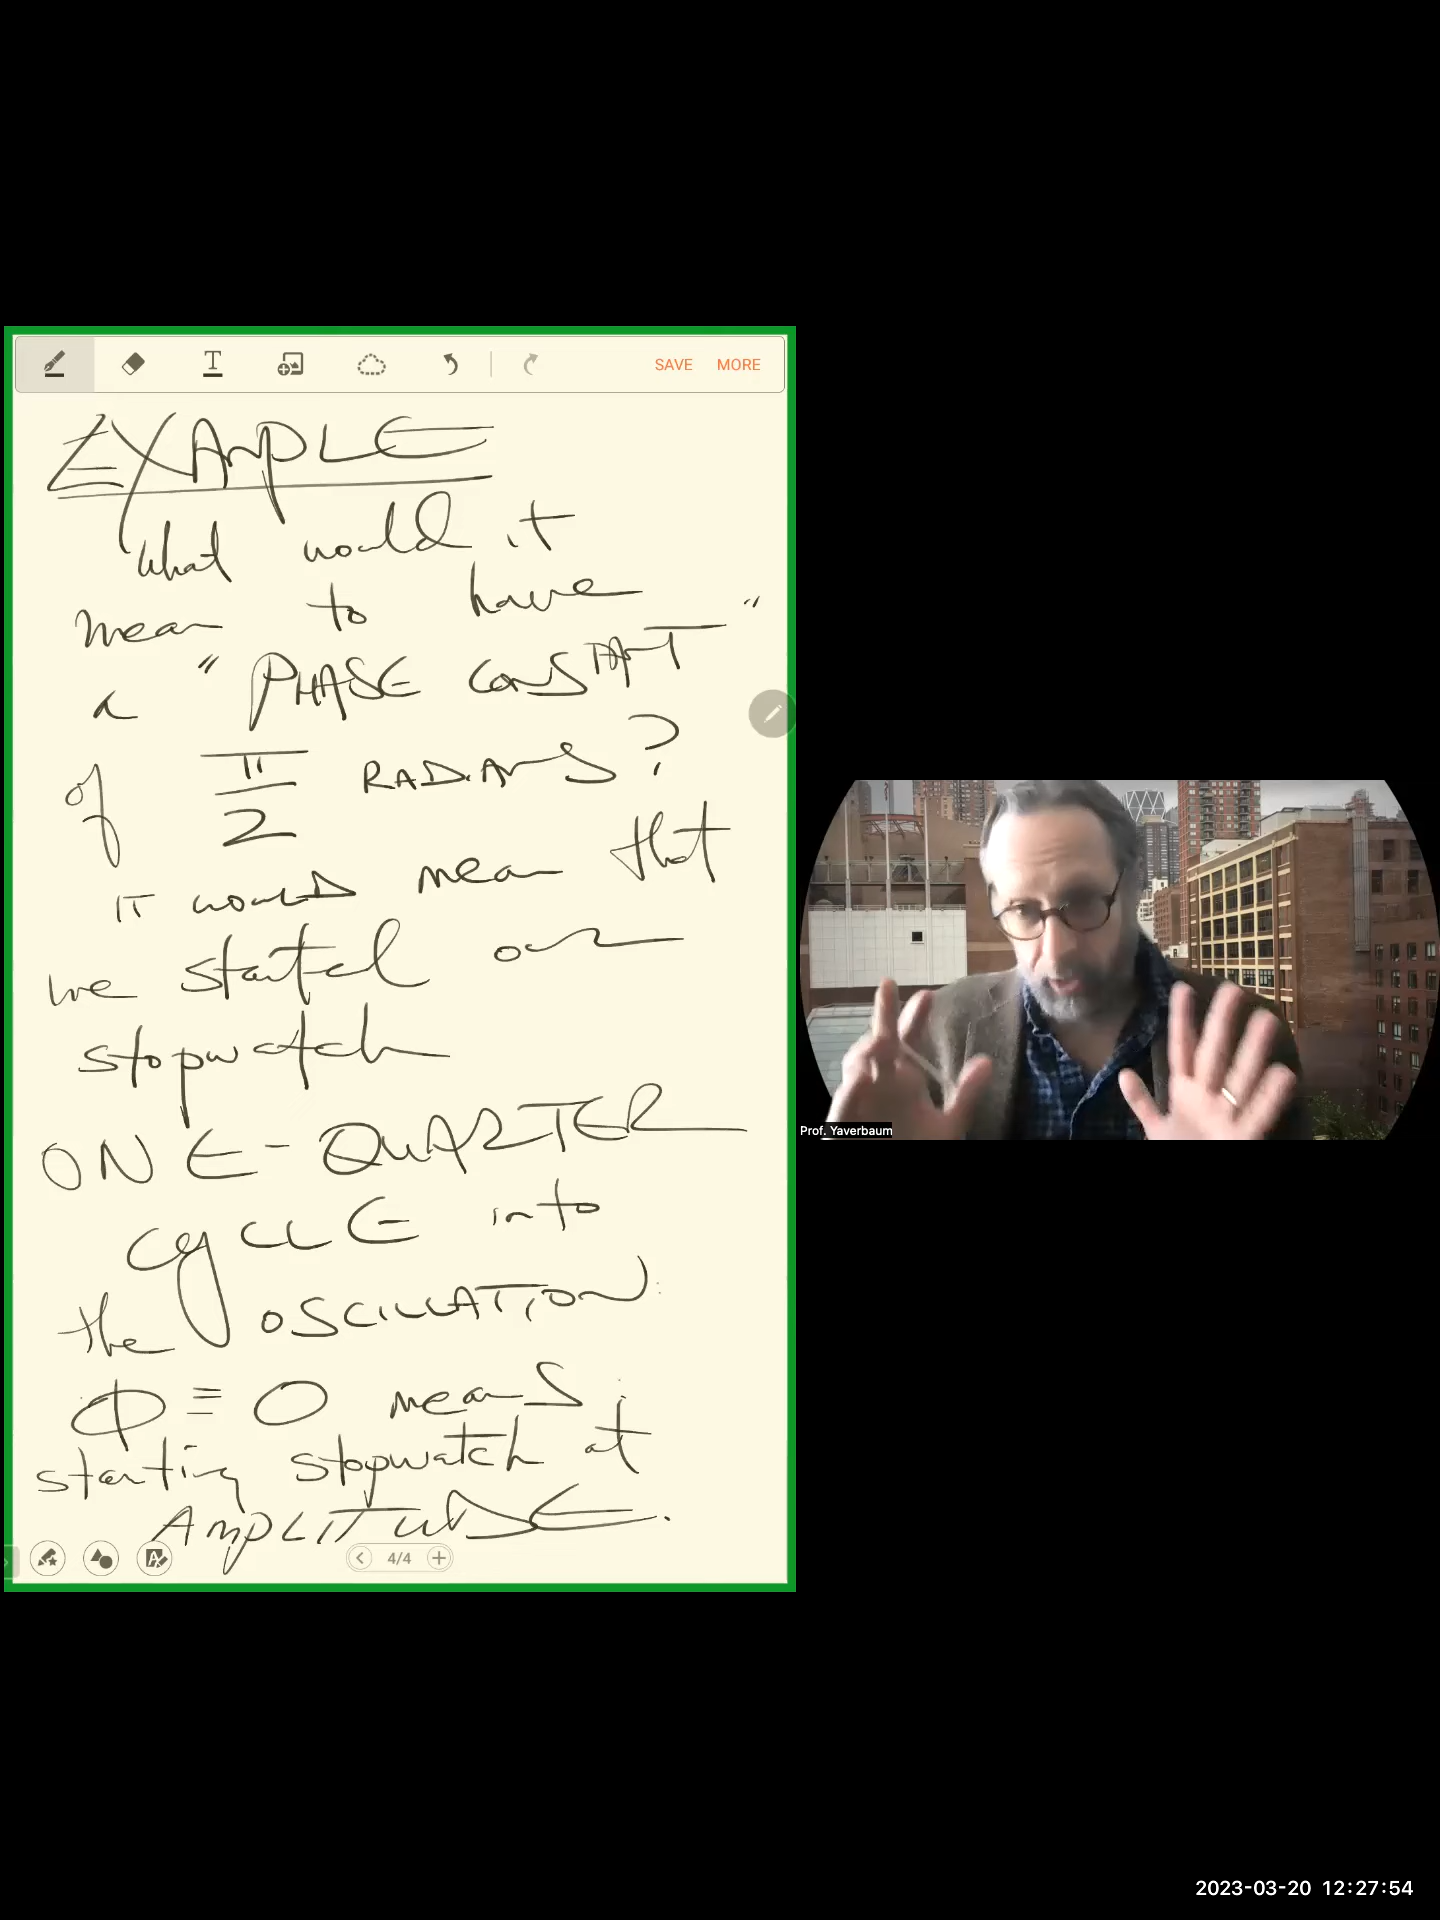 SAVE MORE
EXAMPLE
What would it
mean to have
a "PHASE CONSTANT"
of π/2 RADIANS?
IT WOULD mean that
we started our
stopwatch
ONE-QUARTER
CYCLE into
the OSCILLATION.
Φ ≡ 0 means
starting stopwatch at
AMPLITUDE.
4/4
Prof. Yaverbaum
2023-03-20 12:27:54